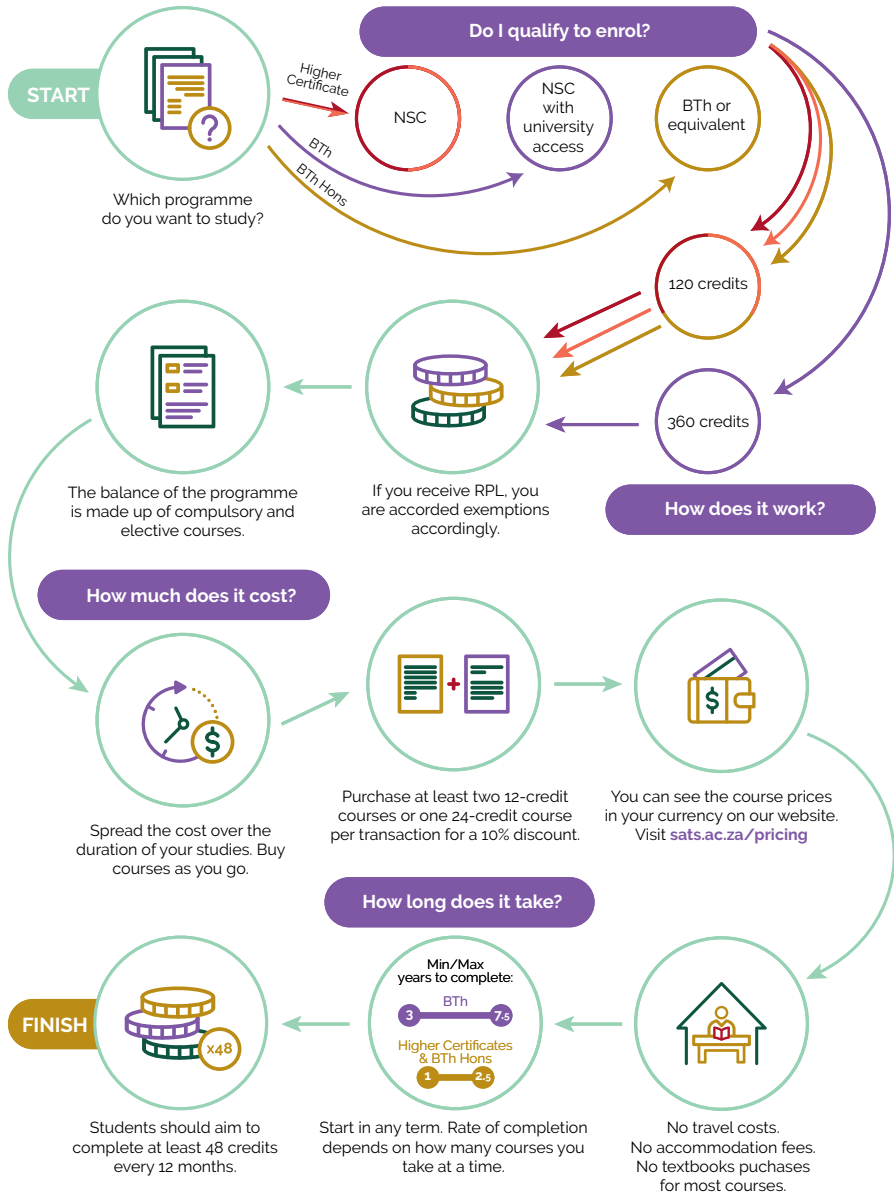 START
Which programme
do you want to study?
Higher
Certificate
BTh
BTh Hons
Do I qualify to enrol?
NSC
NSC
with
university
access
BTh or
equivalent
120 credits
360 credits
How does it work?
If you receive RPL, you
are accorded exemptions
accordingly.
The balance of the programme
is made up of compulsory and
elective courses.
How much does it cost?
$
Spread the cost over the
duration of your studies. Buy
courses as you go.
+
Purchase at least two 12-credit
courses or one 24-credit course
per transaction for a 10% discount.
$
You can see the course prices
in your currency on our website.
Visit sats.ac.za/pricing
How long does it take?
No travel costs.
No accommodation fees.
No textbooks puchases
for most courses.
Min/Max
years to complete:
BTh
3 7.5
Higher Certificates
& BTh Hons
1 2.5
Start in any term. Rate of completion
depends on how many courses you
take at a time.
FINISH
x48
Students should aim to
complete at least 48 credits
every 12 months.